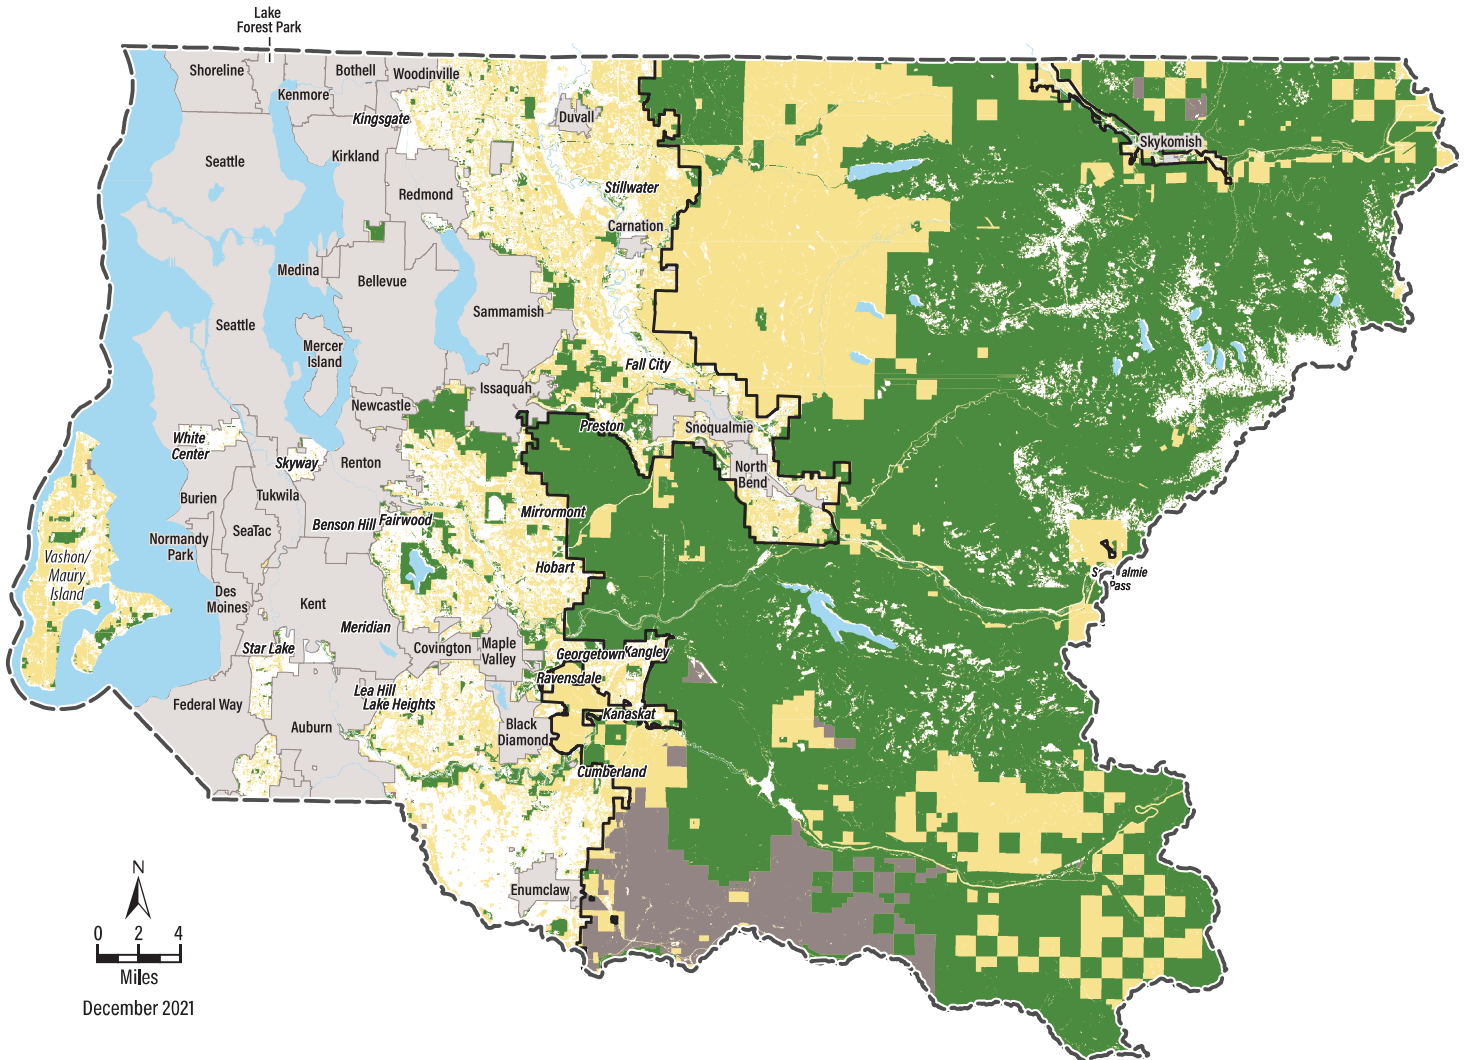 Lake
Forest Park
Shoreline
Bothell
Woodinville
Kenmore
Kingsgate
Duvall
Skykomish
Seattle
Kirkland
Redmond
Stillwater
Carnation
Medina
Bellevue
Sammamish
Seattle
Mercer
Island
Fall City
Issaquah
Newcastle
Preston
Snoqualmie
White
Center
Skyway
Renton
North
Bend
Burien
Tukwila
Mirrormont
Benson Hill
Fairwood
SeaTac
Normandy
Park
Vashon/
Maury
Island
Hobart
Pass
Des
Moines
Kent
Meridian
Star Lake
Covington
Maple
Valley
Georgetown
Kangley
Ravensdale
Lea Hill
Lake Heights
Federal Way
Auburn
Kanaskat
Black
Diamond
Cumberland
Enumclaw
N
0 2 4
Miles
December 2021